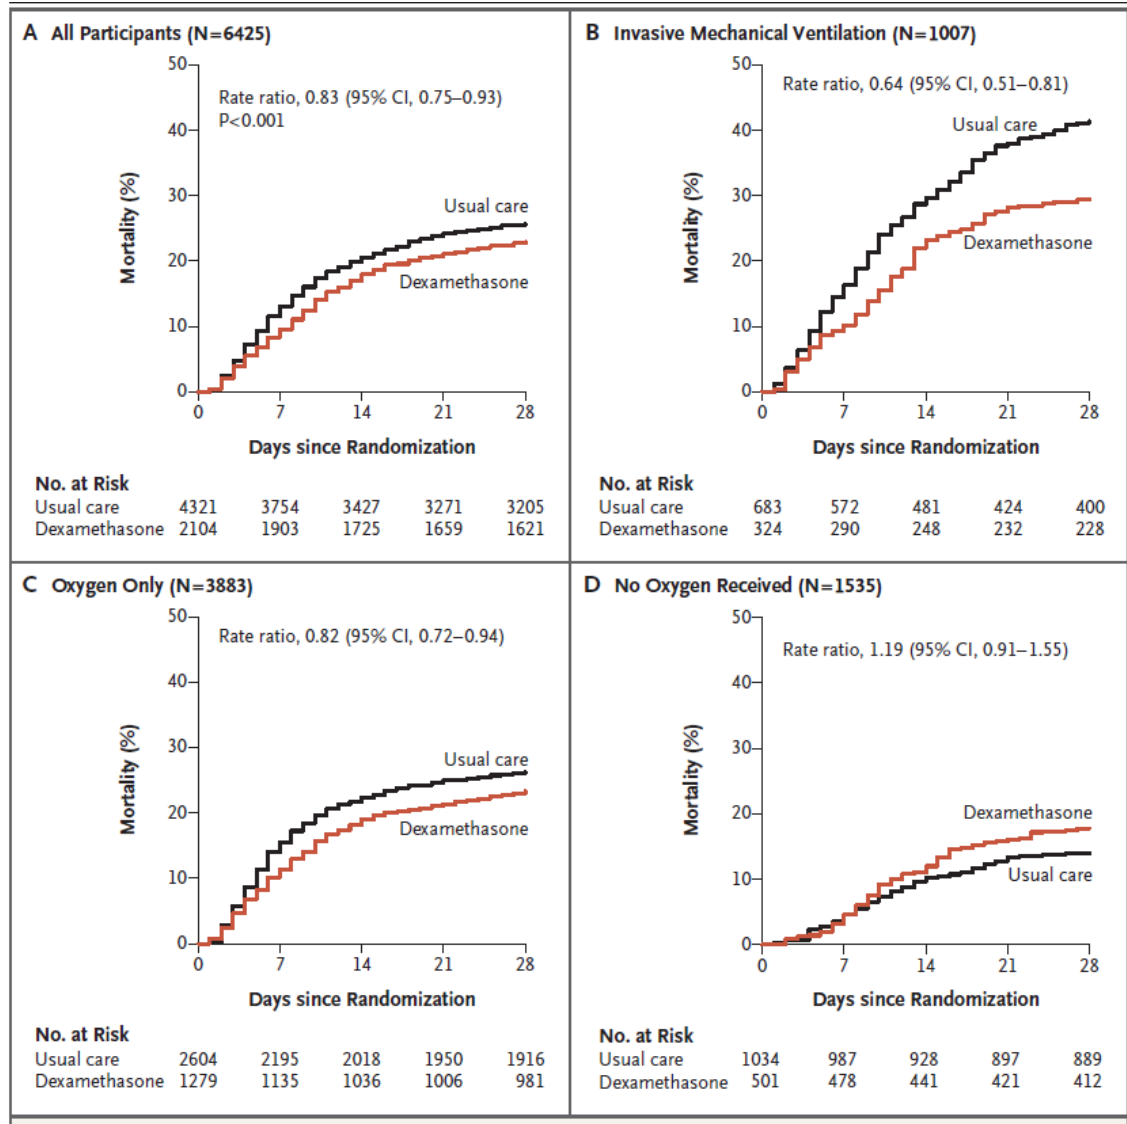 A All Participants (N=6425)
50
40
30
20
10
0
Mortality (%)
Rate ratio, 0.83 (95% CI, 0.75–0.93)
P<0.001
Usual care
Dexamethasone
0 7 14 21 28
Days since Randomization
No. at Risk
Usual care 4321 3754 3427 3271 3205
Dexamethasone 2104 1903 1725 1659 1621
B Invasive Mechanical Ventilation (N=1007)
50
40
30
20
10
0
Mortality (%)
Rate ratio, 0.64 (95% CI, 0.51–0.81)
Usual care
Dexamethasone
0 7 14 21 28
Days since Randomization
No. at Risk
Usual care 683 572 481 424 400
Dexamethasone 324 290 248 232 228
C Oxygen Only (N=3883)
50
40
30
20
10
0
Mortality (%)
Rate ratio, 0.82 (95% CI, 0.72–0.94)
Usual care
Dexamethasone
0 7 14 21 28
Days since Randomization
No. at Risk
Usual care 2604 2195 2018 1950 1916
Dexamethasone 1279 1135 1036 1006 981
D No Oxygen Received (N=1535)
50
40
30
20
10
0
Mortality (%)
Rate ratio, 1.19 (95% CI, 0.91–1.55)
Dexamethasone
Usual care
0 7 14 21 28
Days since Randomization
No. at Risk
Usual care 1034 987 928 897 889
Dexamethasone 501 478 441 421 412